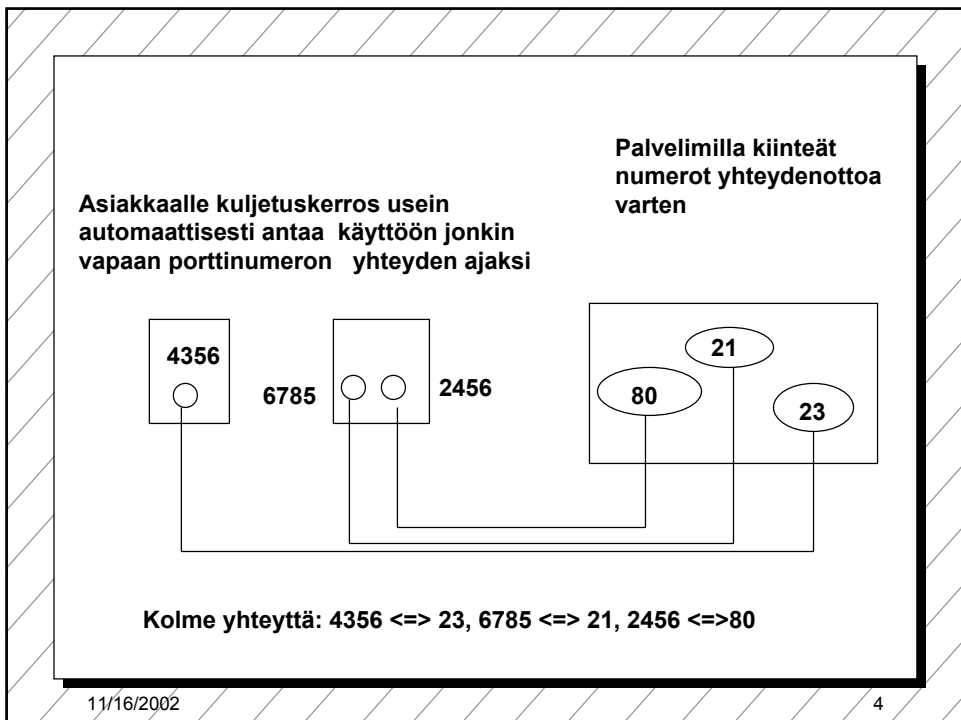 Palvelimilla kiinteät
numerot yhteydenottoa
varten
Asiakkaalle kuljetuskerros usein
automaattisesti antaa käyttöön jonkin
vapaan porttinumeron yhteyden ajaksi
4356
6785
2456
21
80
23
Kolme yhteyttä: 4356 <=> 23, 6785 <=> 21, 2456 <=>80
11/16/2002
4